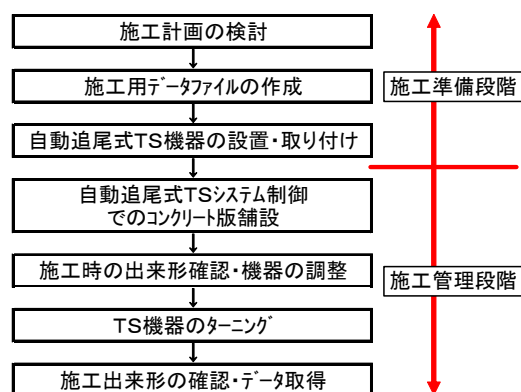 施工計画の検討
施工用ﾃﾞｰﾀﾌｧｲﾙの作成
施工準備段階
自動追尾式TS機器の設置・取り付け
自動追尾式TSｼｽﾃﾑ制御
でのｺﾝｸﾘｰﾄ版舗設
施工時の出来形確認・機器の調整
施工管理段階
TS機器のﾀｰﾆﾝｸﾞ
施工出来形の確認・ﾃﾞｰﾀ取得